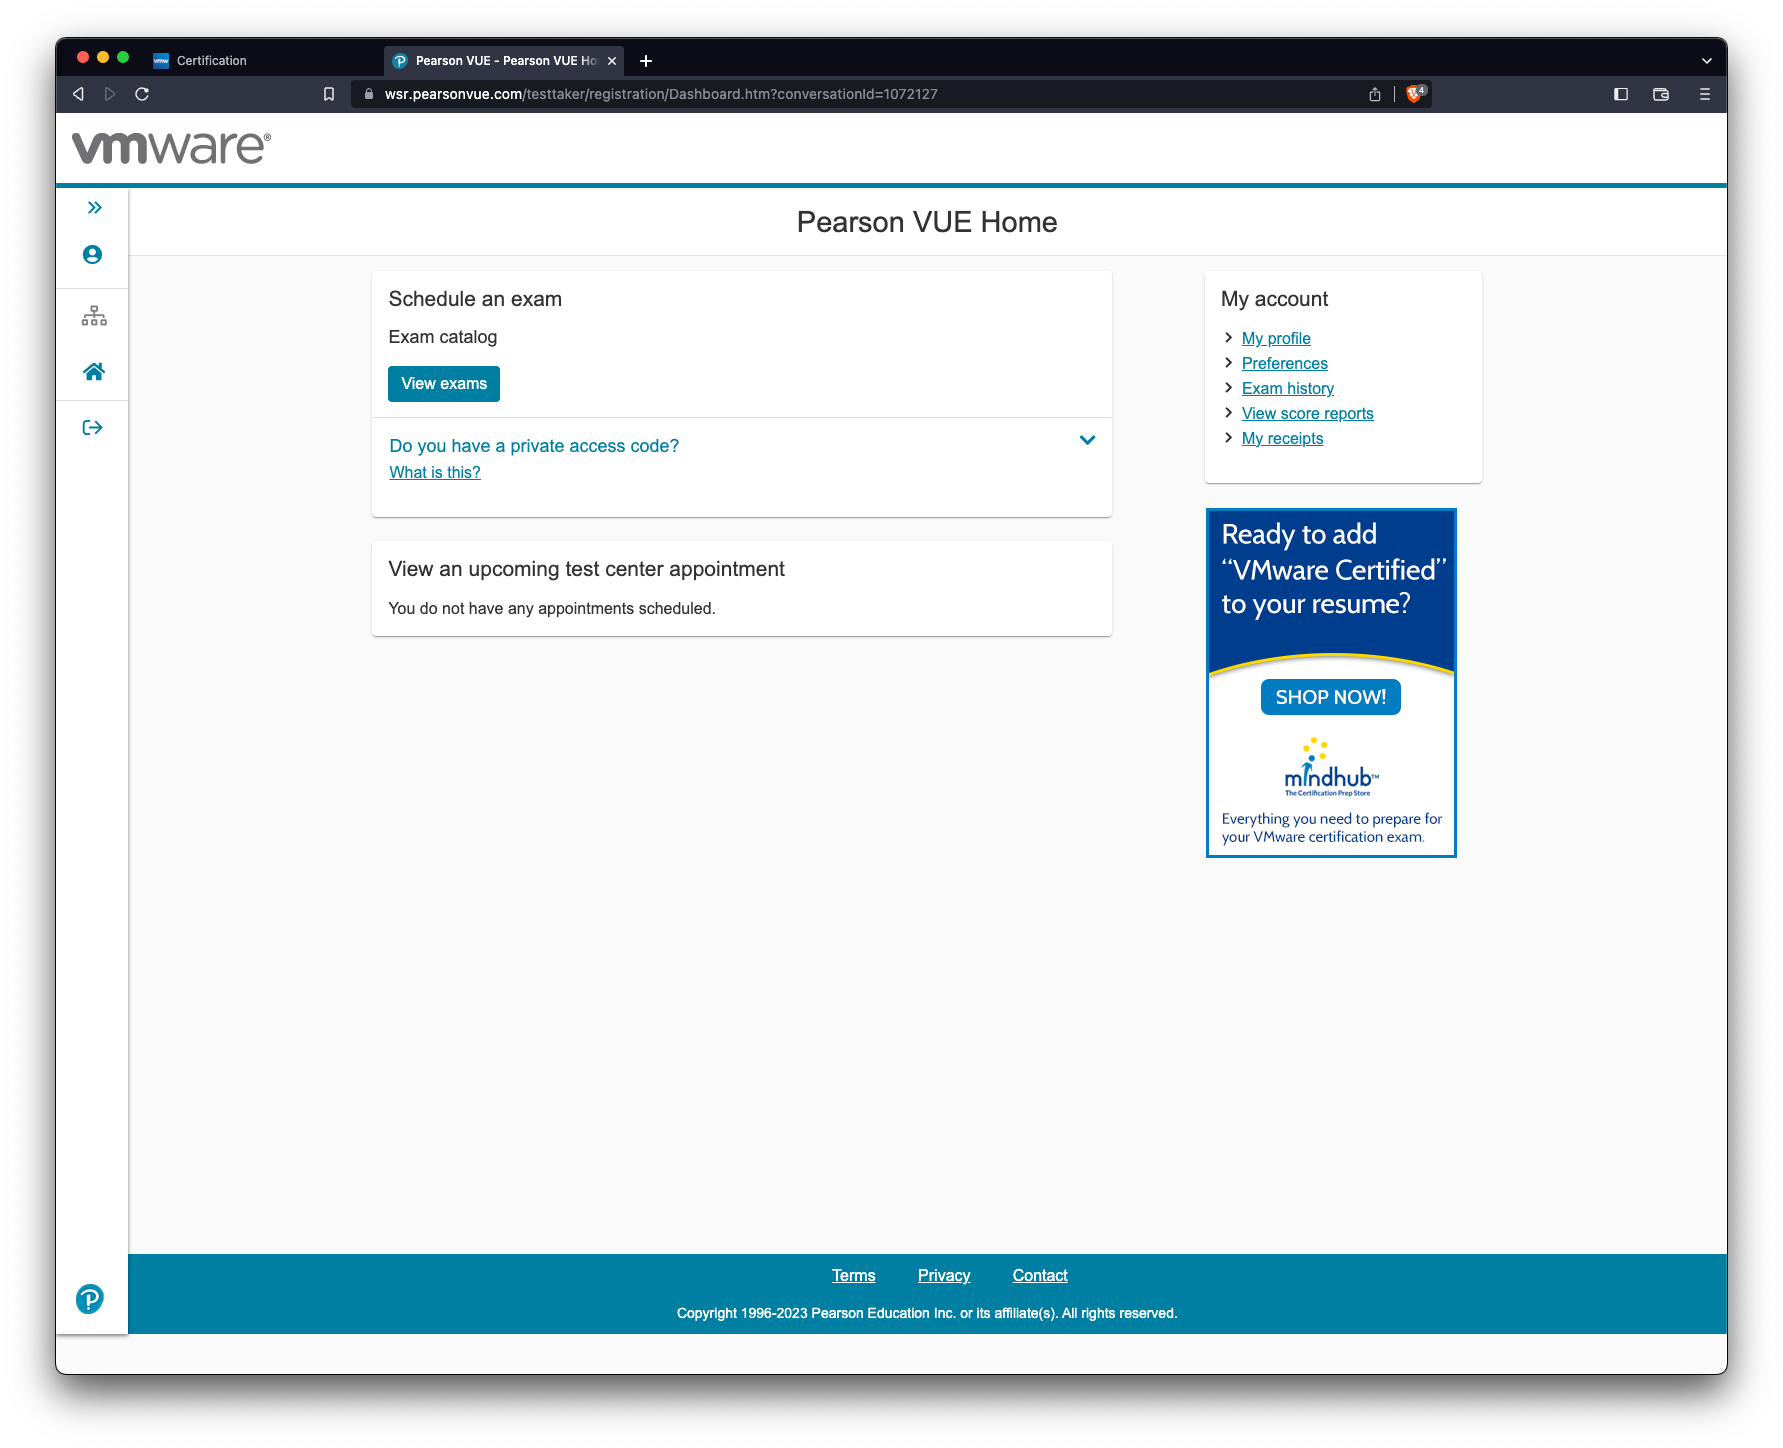 Certification
Pearson VUE - Pearson VUE Ho
wsr.pearsonvue.com/testtaker/registration/Dashboard.htm?conversationId=1072127
4
vmware®
Pearson VUE Home
Schedule an exam
Exam catalog
View exams
Do you have a private access code?
What is this?
View an upcoming test center appointment
You do not have any appointments scheduled.
My account
My profile
Preferences
Exam history
View score reports
My receipts
Ready to add
“VMware Certified”
to your resume?
SHOP NOW!
mindhub™
The Certification Prep Store
Everything you need to prepare for
your VMware certification exam.
Terms Privacy Contact
Copyright 1996-2023 Pearson Education Inc. or its affiliate(s). All rights reserved.